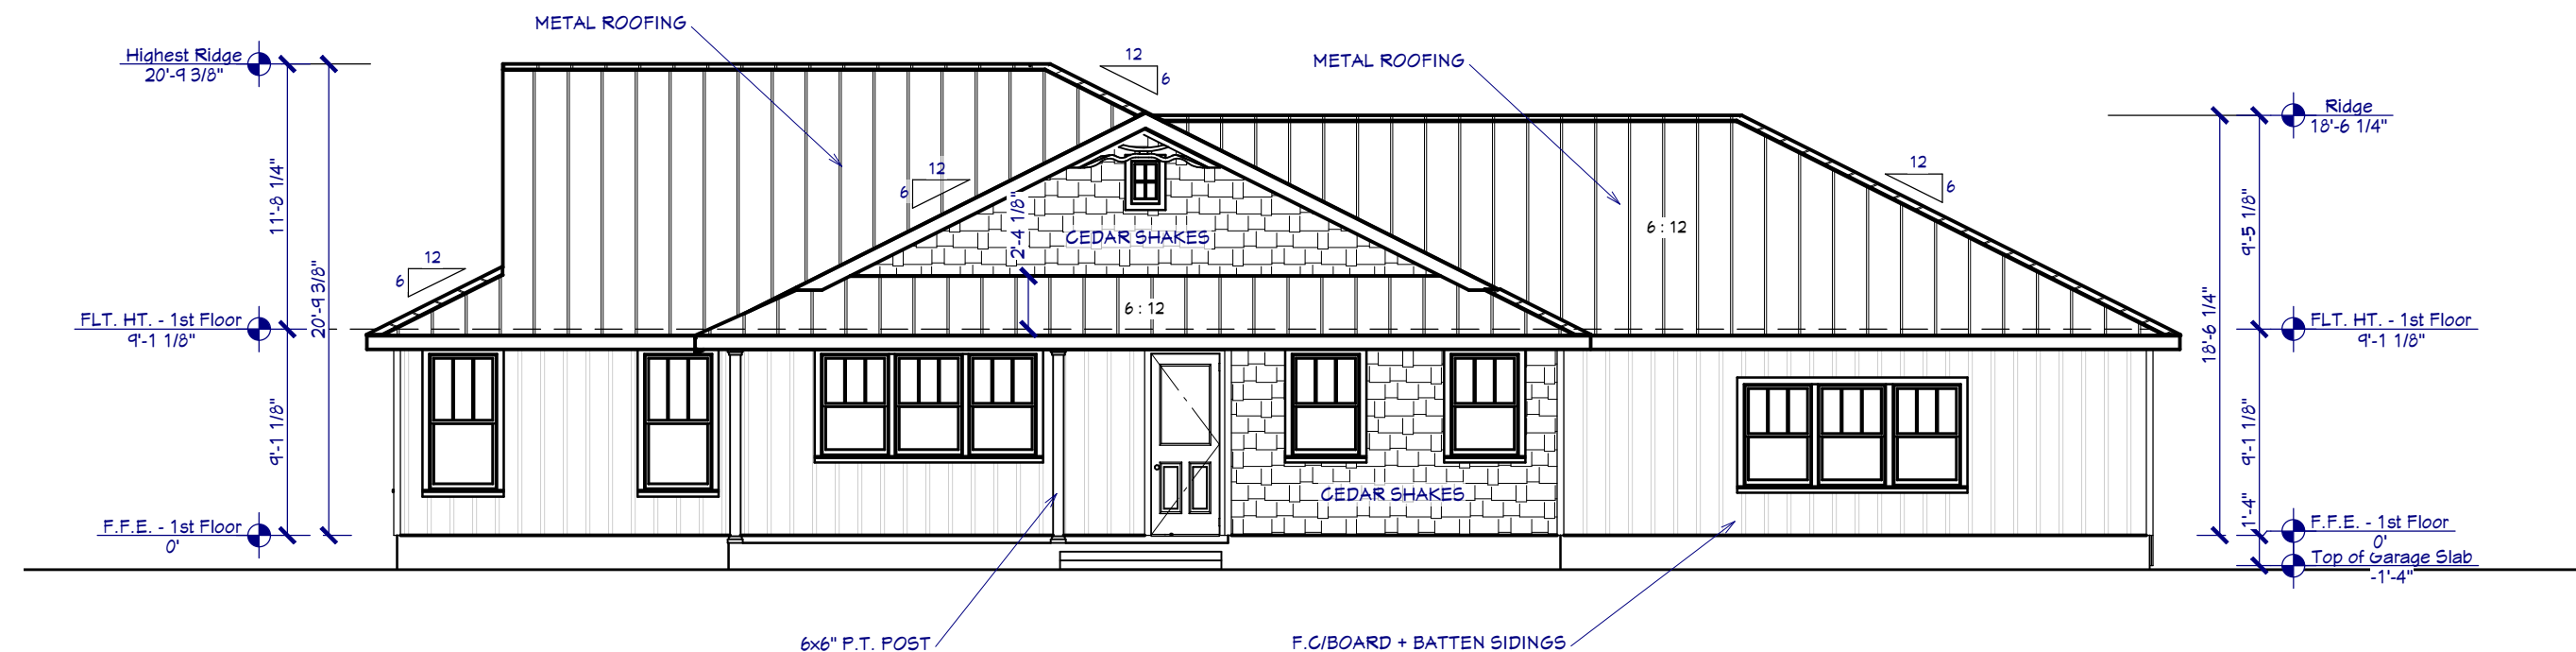 METAL ROOFING
Highest Ridge
20'-9 3/8"
12
6
METAL ROOFING
Ridge
18'-6 1/4"
11'-8 1/4"
12
6
12
6
2'-4 1/8"
CEDAR SHAKES
6 : 12
9'-5 1/8"
12
6
20'-9 3/8"
FLT. HT. - 1st Floor
9'-1 1/8"
6 : 12
18'-6 1/4"
FLT. HT. - 1st Floor
9'-1 1/8"
9'-1 1/8"
9'-1 1/8"
CEDAR SHAKES
1'-4"
F.F.E. - 1st Floor
0'
F.F.E. - 1st Floor
0'
Top of Garage Slab
-1'-4"
6x6" P.T. POST
F.C/BOARD + BATTEN SIDINGS